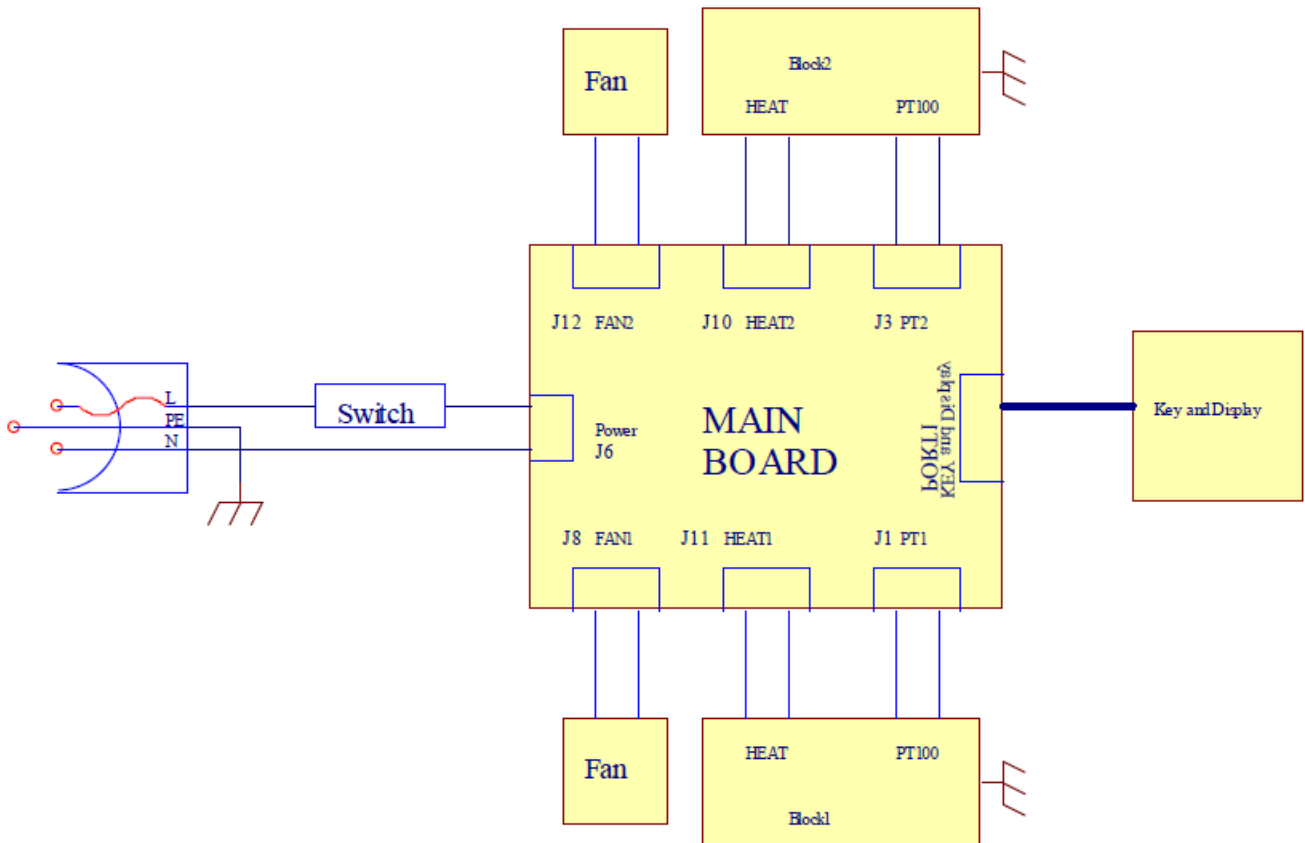 Fan
Block2
HEAT PT100
J12 FAN2 J10 HEAT2 J3 PT2
L
PE
N
Switch
Power
J6
MAIN
BOARD
PORT1
KEY and Display
Key and Display
J8 FAN1 J11 HEAT1 J1 PT1
Fan
HEAT PT100
Block1